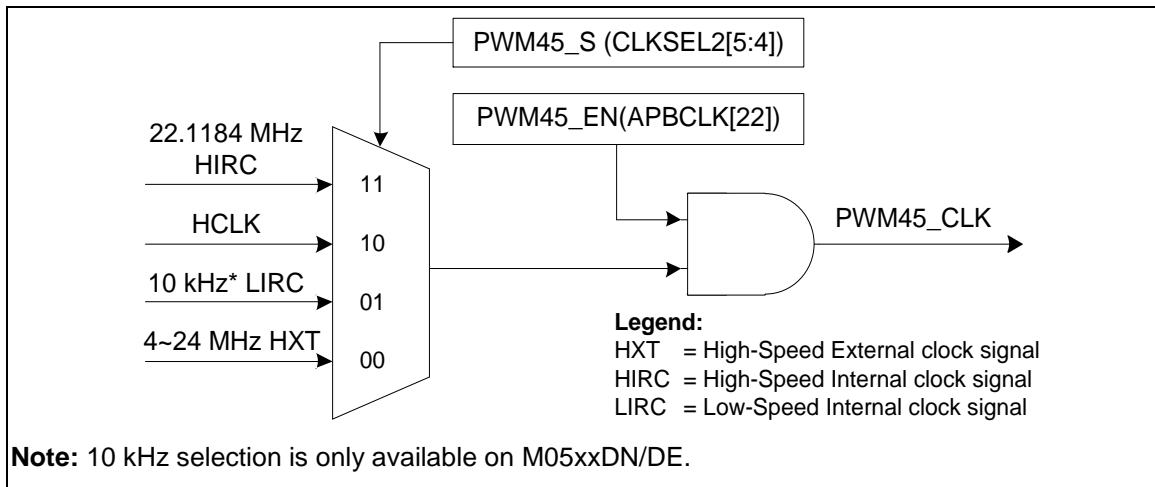 PWM45_S (CLKSEL2[5:4])
PWM45_EN(APBCLK[22])
22.1184 MHz
HIRC
11
HCLK
10
10 kHz* LIRC
01
4~24 MHz HXT
00
PWM45_CLK
Legend:
HXT = High-Speed External clock signal
HIRC = High-Speed Internal clock signal
LIRC = Low-Speed Internal clock signal
Note: 10 kHz selection is only available on M05xxDN/DE.